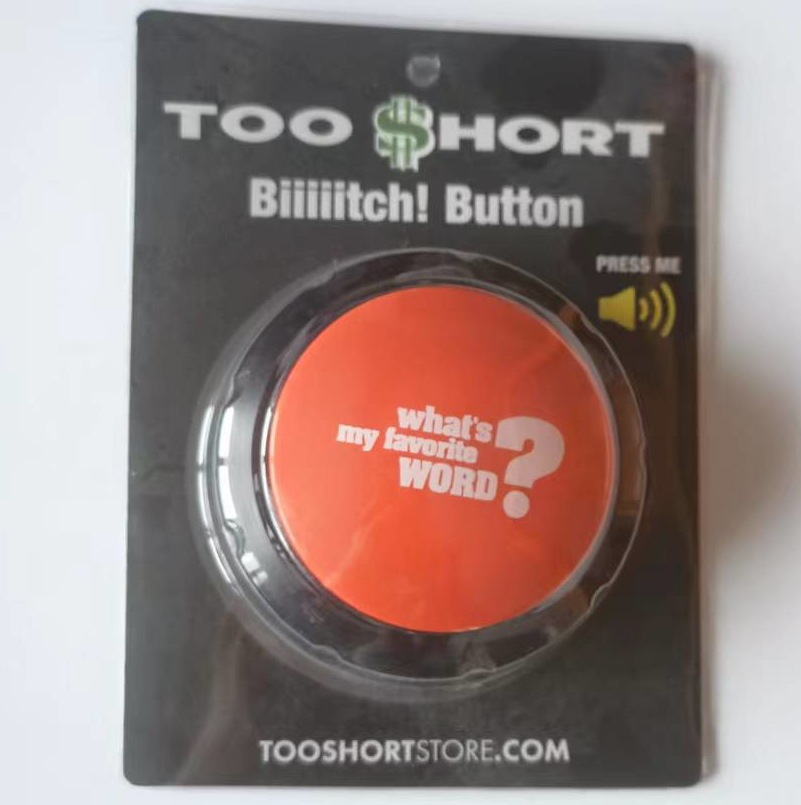 TOO $HORT
Biiiiitch! Button
PRESS ME
what's
my favorite
WORD?
TOOSHORTSTORE.COM